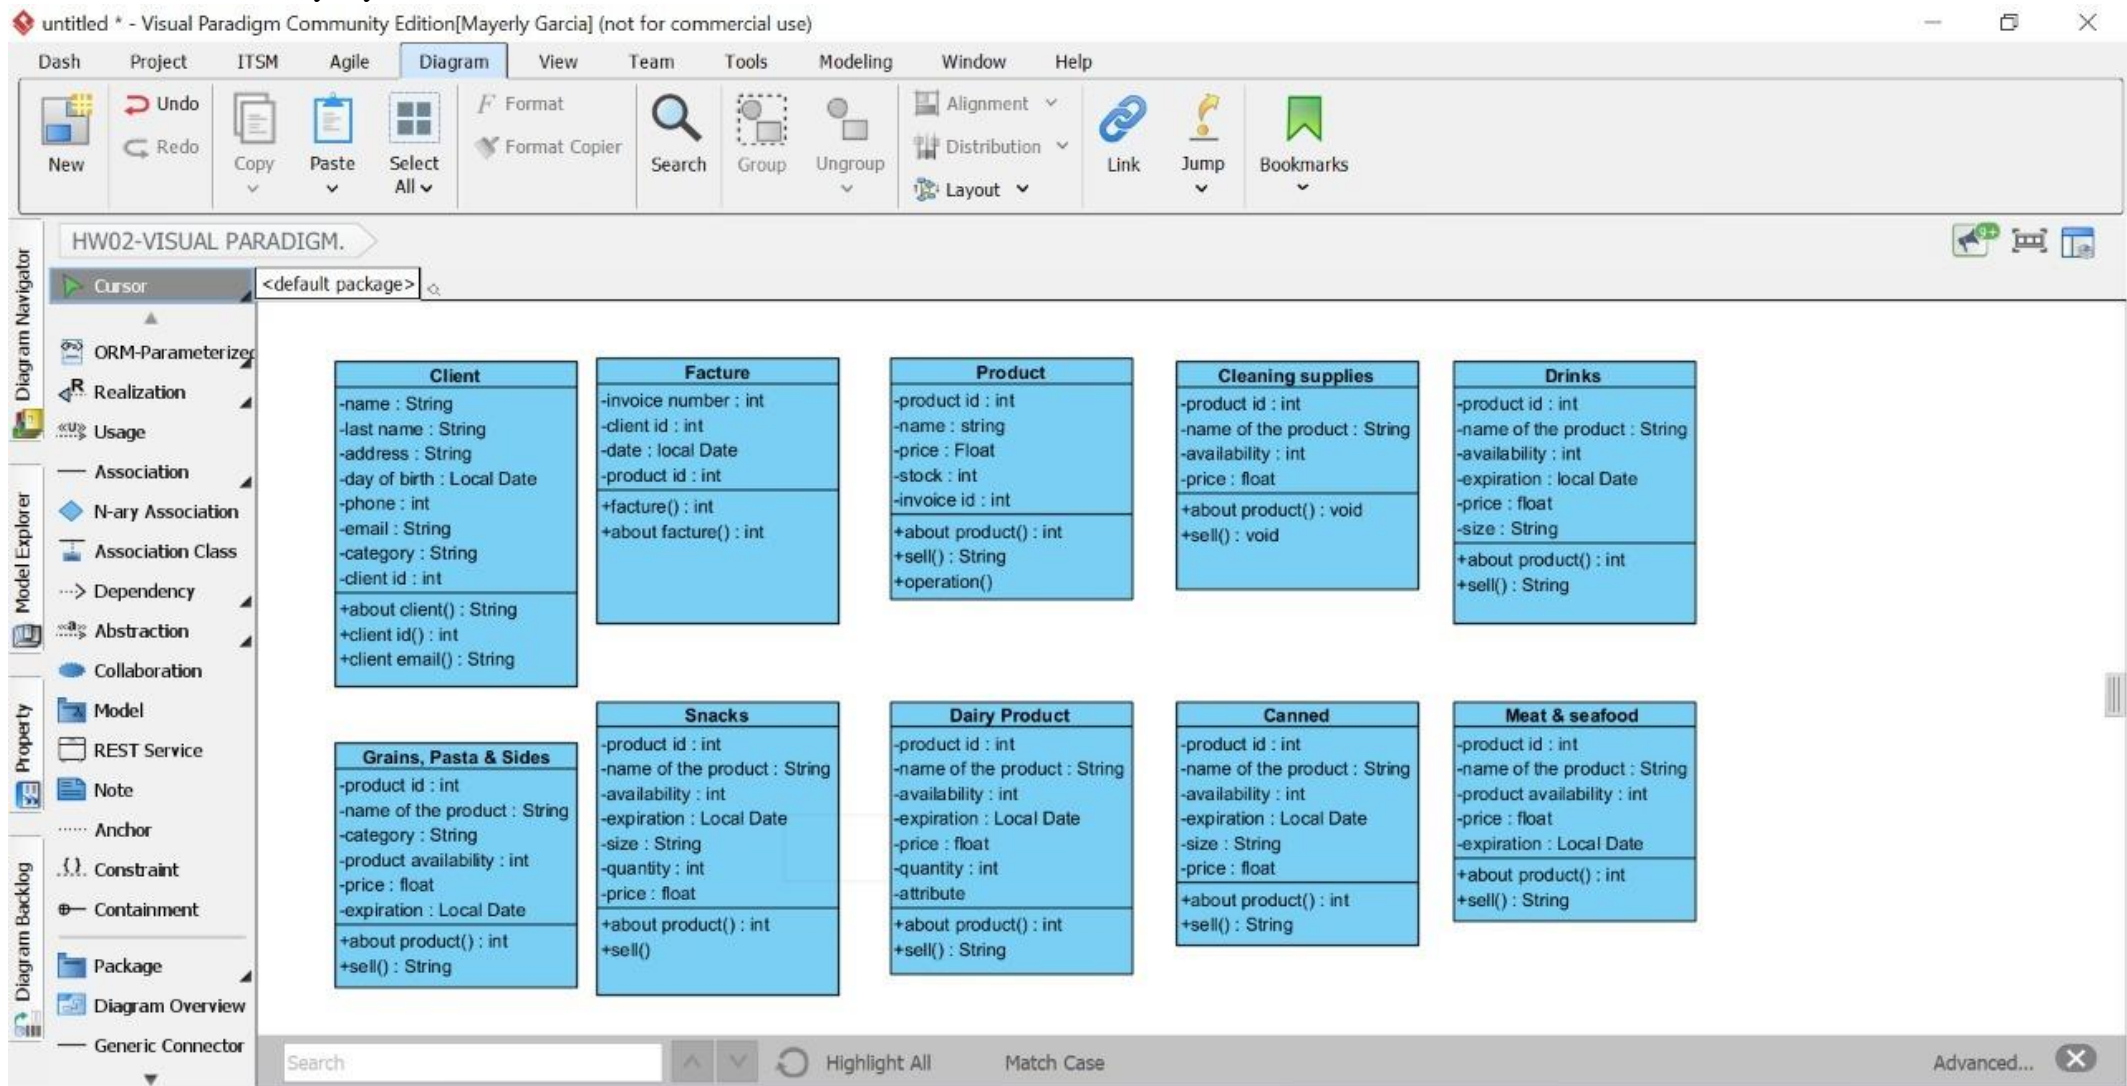 untitled * - Visual Paradigm Community Edition[Mayerly Garcia] (not for commercial use)
Dash Project ITSM Agile Diagram View Team Tools Modeling Window Help
New
Undo
Redo
Copy
Paste
Select
All
Format
Format Copier
Search
Group
Ungroup
Alignment
Distribution
Layout
Link
Jump
Bookmarks
HW02-VISUAL PARADIGM.
9+
Diagram Navigator
Model Explorer
Property
Diagram Backlog
Cursor
ORM-Parameterized
Realization
Usage
Association
N-ary Association
Association Class
Dependency
Abstraction
Collaboration
Model
REST Service
Note
Anchor
Constraint
Containment
Package
Diagram Overview
Generic Connector
<default package>
Client
-name : String
-last name : String
-address : String
-day of birth : Local Date
-phone : int
-email : String
-category : String
-client id : int
+about client() : String
+client id() : int
+client email() : String
Facture
-invoice number : int
-client id : int
-date : local Date
-product id : int
+facture() : int
+about facture() : int
Product
-product id : int
-name : string
-price : Float
-stock : int
-invoice id : int
+about product() : int
+sell() : String
+operation()
Cleaning supplies
-product id : int
-name of the product : String
-availability : int
-price : float
+about product() : void
+sell() : void
Drinks
-product id : int
-name of the product : String
-availability : int
-expiration : local Date
-price : float
-size : String
+about product() : int
+sell() : String
Grains, Pasta & Sides
-product id : int
-name of the product : String
-category : String
-product availability : int
-price : float
-expiration : Local Date
+about product() : int
+sell() : String
Snacks
-product id : int
-name of the product : String
-availability : int
-expiration : Local Date
-size : String
-quantity : int
-price : float
+about product() : int
+sell()
Dairy Product
-product id : int
-name of the product : String
-availability : int
-expiration : Local Date
-price : float
-quantity : int
-attribute
+about product() : int
+sell() : String
Canned
-product id : int
-name of the product : String
-availability : int
-expiration : Local Date
-size : String
-price : float
+about product() : int
+sell() : String
Meat & seafood
-product id : int
-name of the product : String
-product availability : int
-price : float
-expiration : Local Date
+about product() : int
+sell() : String
Search
Highlight All
Match Case
Advanced...